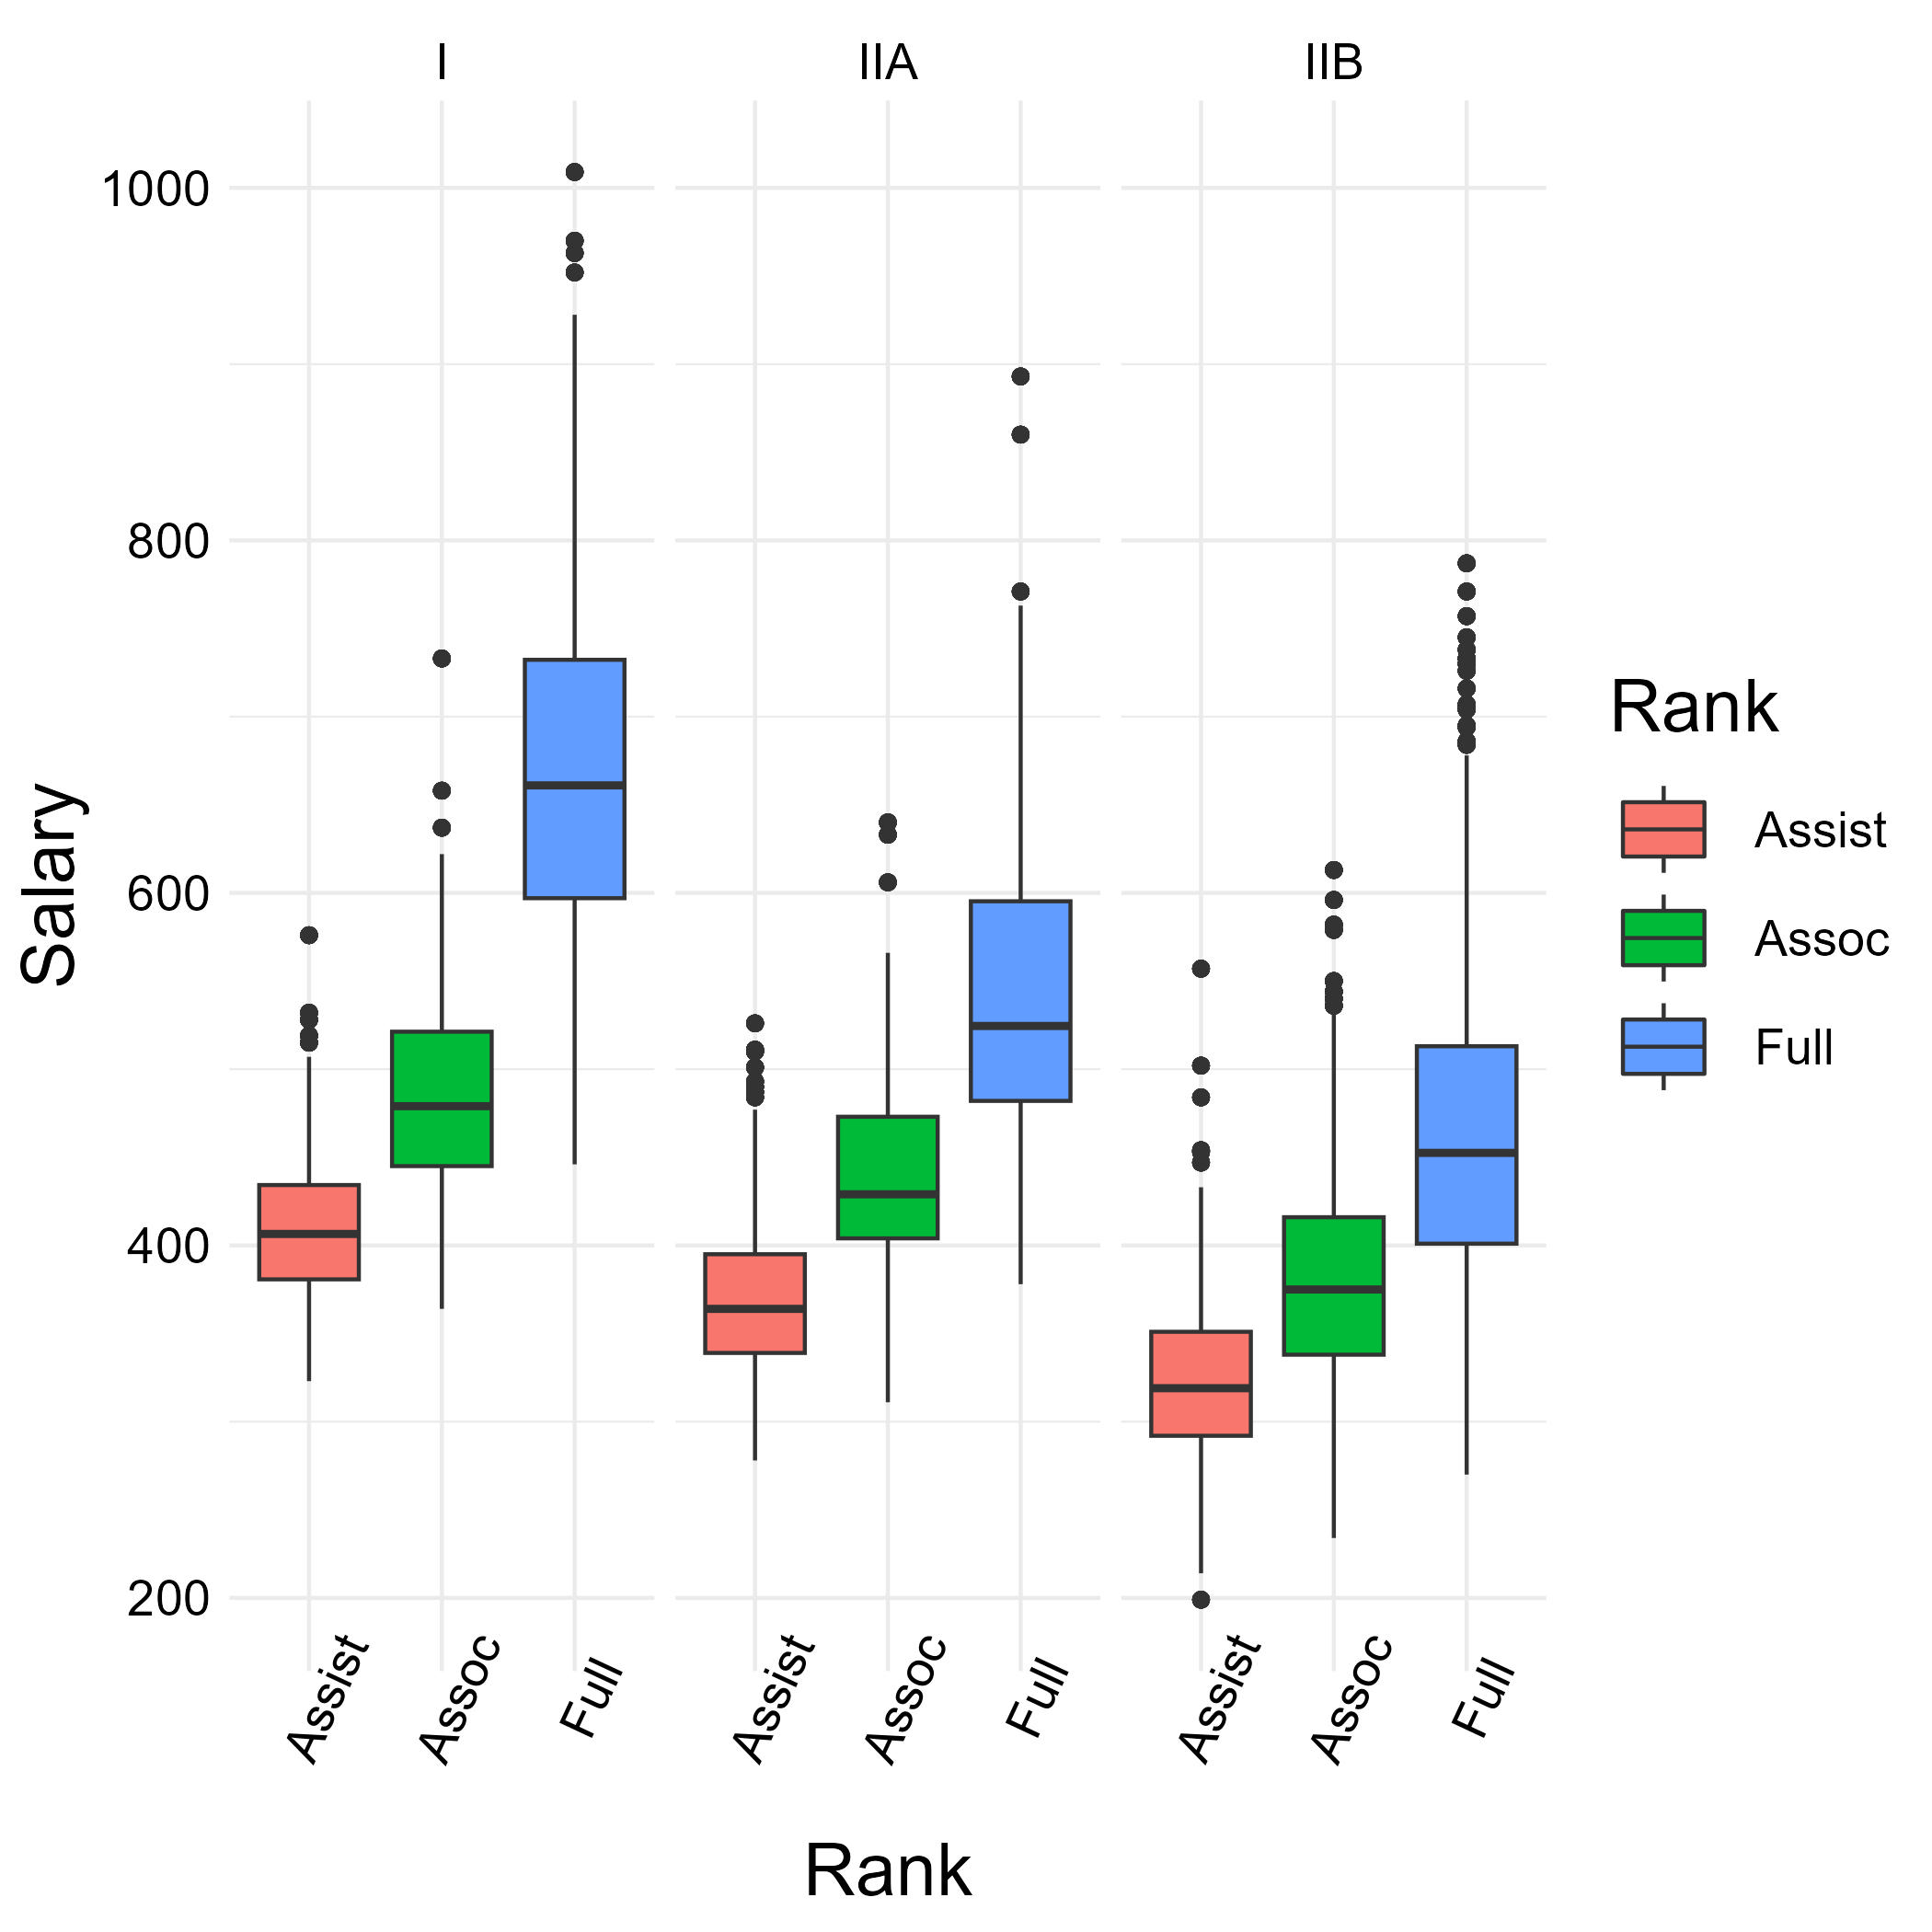 I IIA IIB
1000
800
600
400
200
Salary
Assist Assoc Full Assist Assoc Full Assist Assoc Full
Rank
Rank
Assist
Assoc
Full